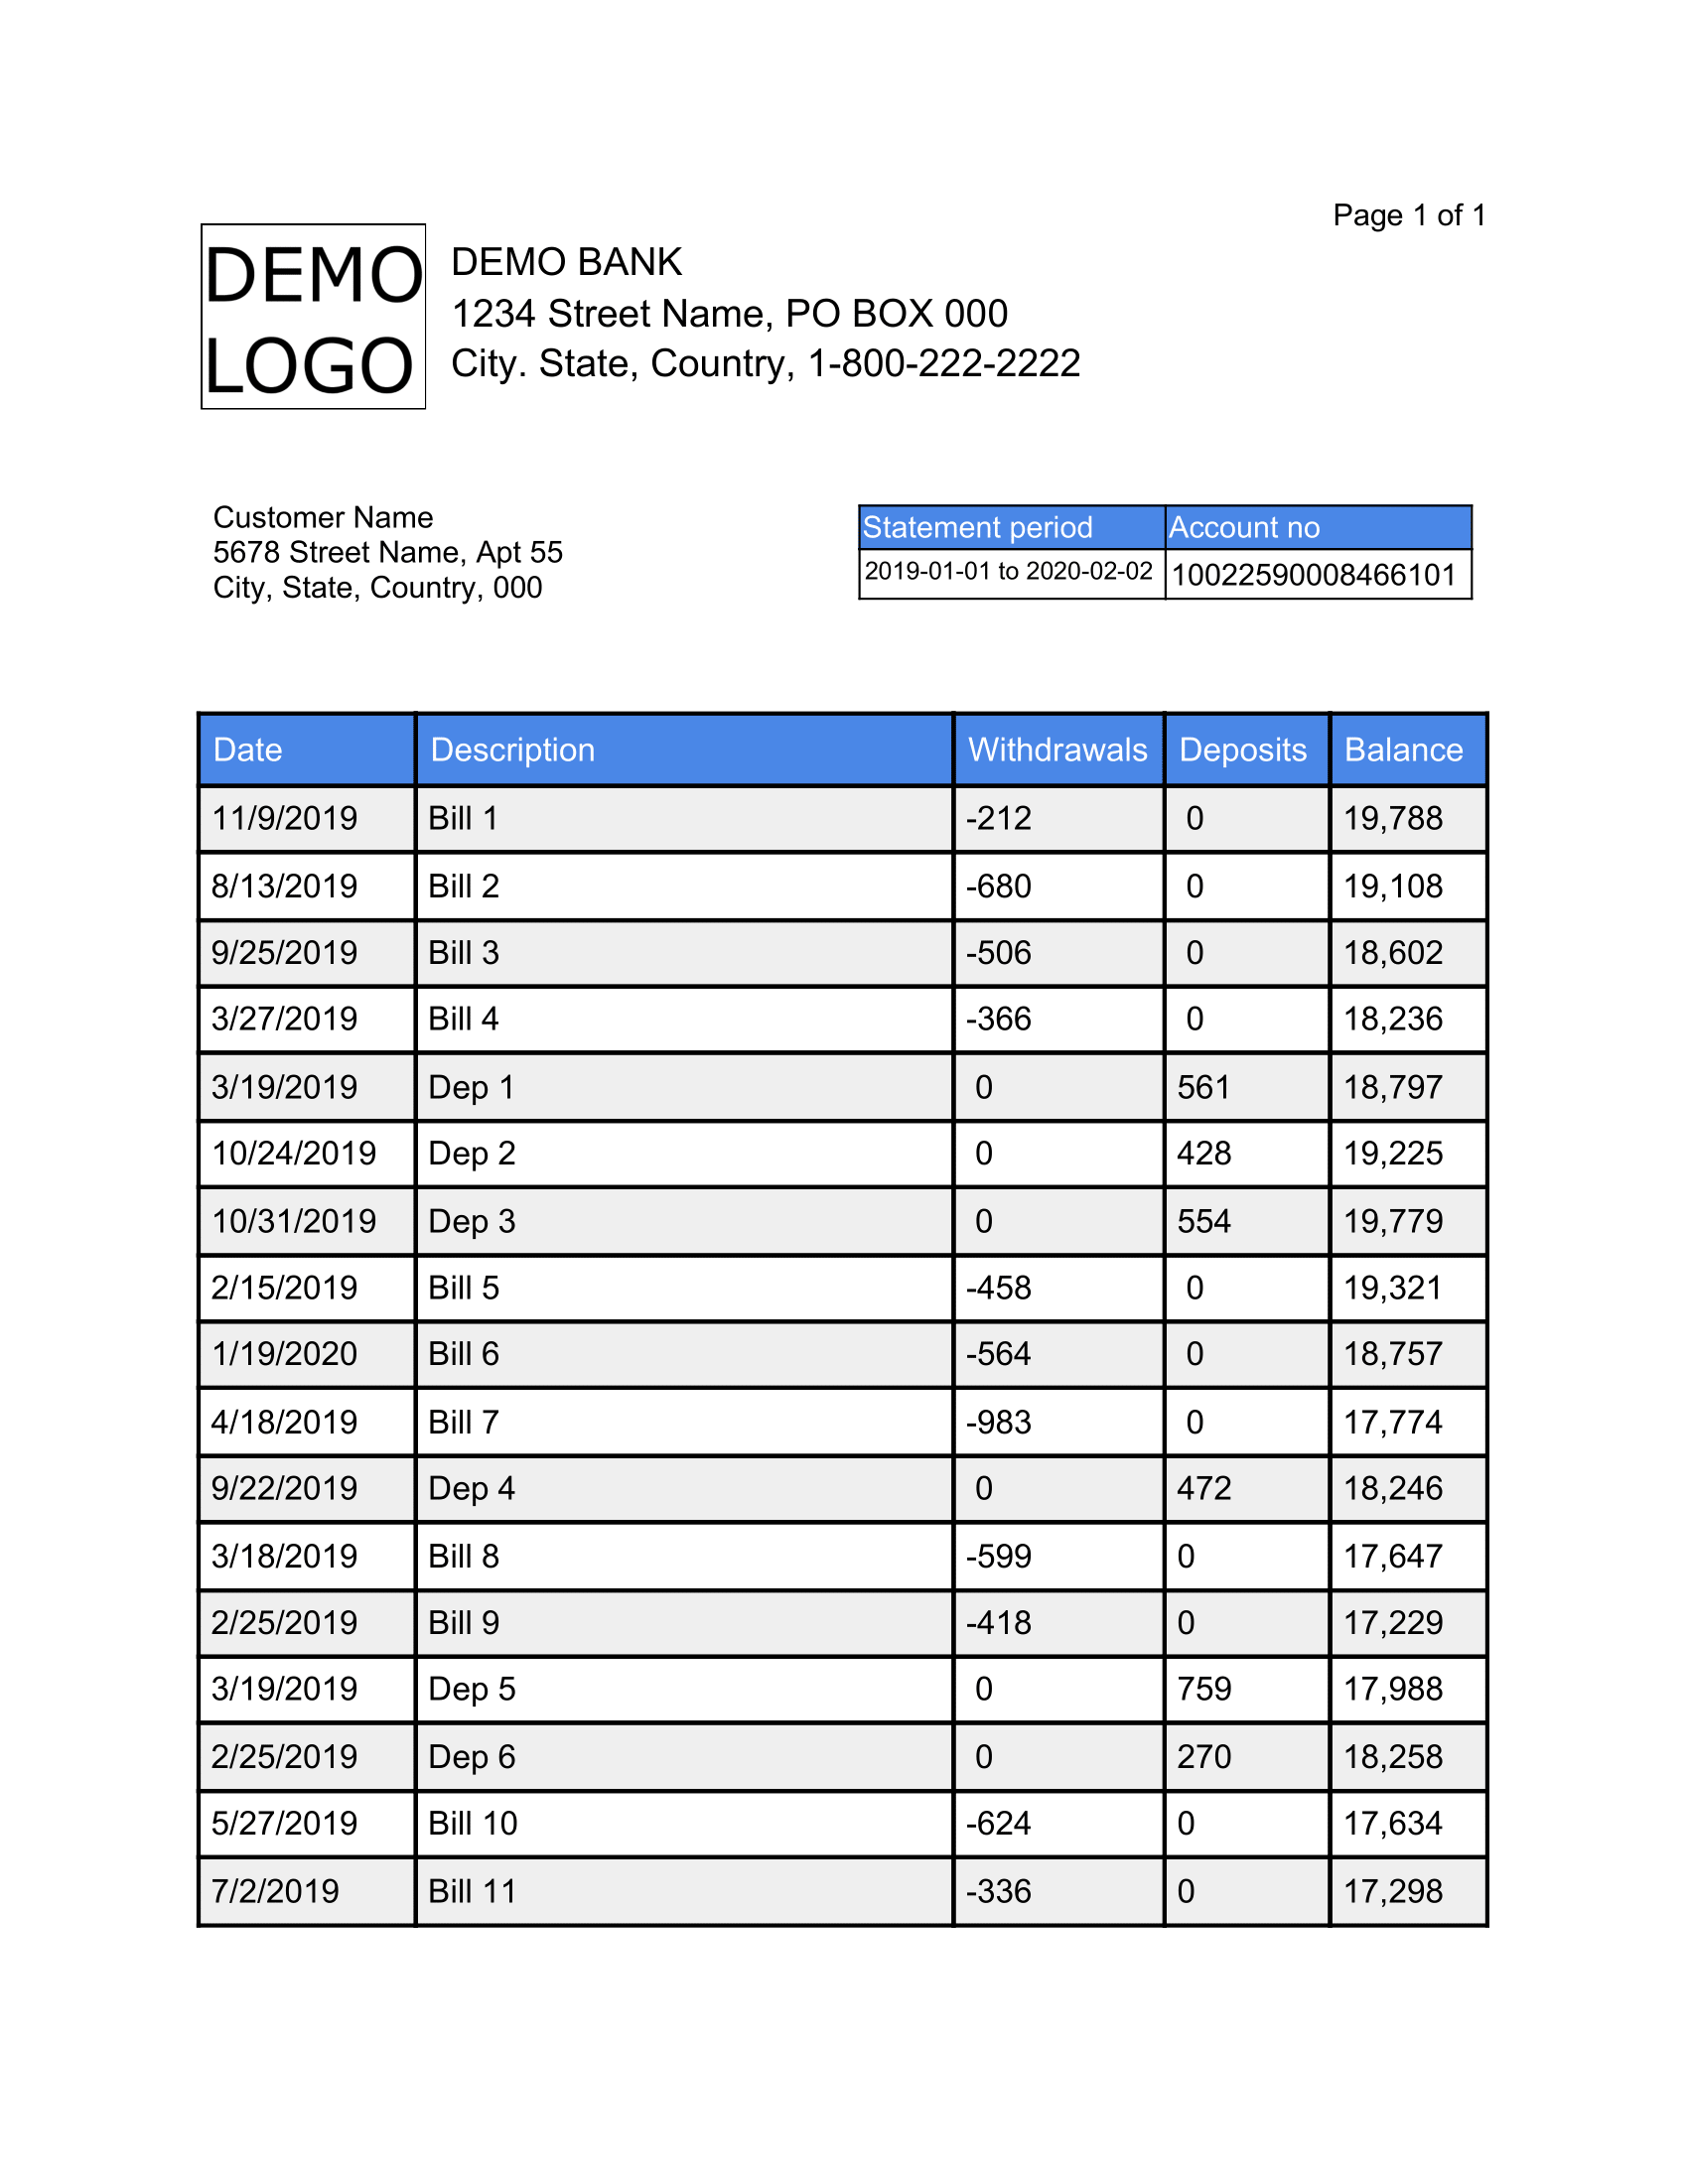 Page 1 of 1
DEMO
LOGO
DEMO BANK
1234 Street Name, PO BOX 000
City. State, Country, 1-800-222-2222
Customer Name
5678 Street Name, Apt 55
City, State, Country, 000
Statement period Account no
2019-01-01 to 2020-02-02 10022590008466101
Date Description Withdrawals Deposits Balance
11/9/2019 Bill 1 -212 0 19,788
8/13/2019 Bill 2 -680 0 19,108
9/25/2019 Bill 3 -506 0 18,602
3/27/2019 Bill 4 -366 0 18,236
3/19/2019 Dep 1 0 561 18,797
10/24/2019 Dep 2 0 428 19,225
10/31/2019 Dep 3 0 554 19,779
2/15/2019 Bill 5 -458 0 19,321
1/19/2020 Bill 6 -564 0 18,757
4/18/2019 Bill 7 -983 0 17,774
9/22/2019 Dep 4 0 472 18,246
3/18/2019 Bill 8 -599 0 17,647
2/25/2019 Bill 9 -418 0 17,229
3/19/2019 Dep 5 0 759 17,988
2/25/2019 Dep 6 0 270 18,258
5/27/2019 Bill 10 -624 0 17,634
7/2/2019 Bill 11 -336 0 17,298